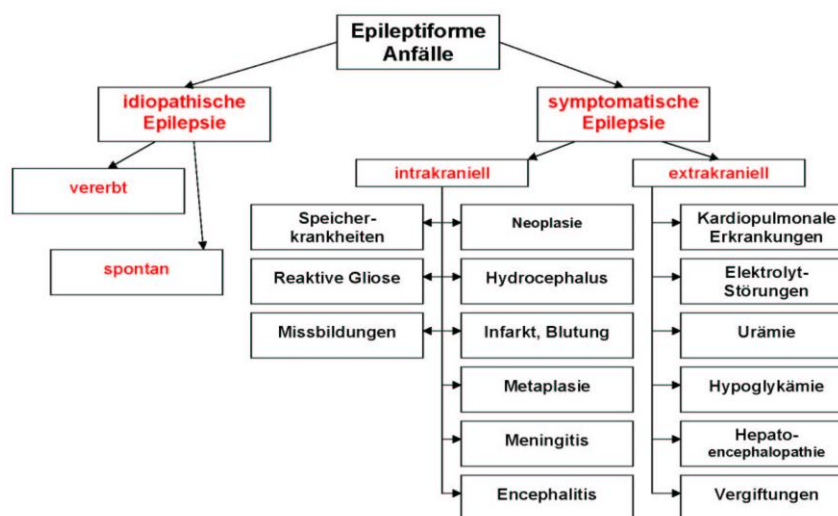 Epileptiforme
Anfälle
idiopathische
Epilepsie
symptomatische
Epilepsie
vererbt
spontan
intrakraniell
extrakraniell
Speicher-
krankheiten
Neoplasie
Kardiopulmonale
Erkrankungen
Reaktive Gliose
Hydrocephalus
Elektrolyt-
Störungen
Missbildungen
Infarkt, Blutung
Urämie
Metaplasie
Hypoglykämie
Meningitis
Hepato-
encephalopathie
Encephalitis
Vergiftungen